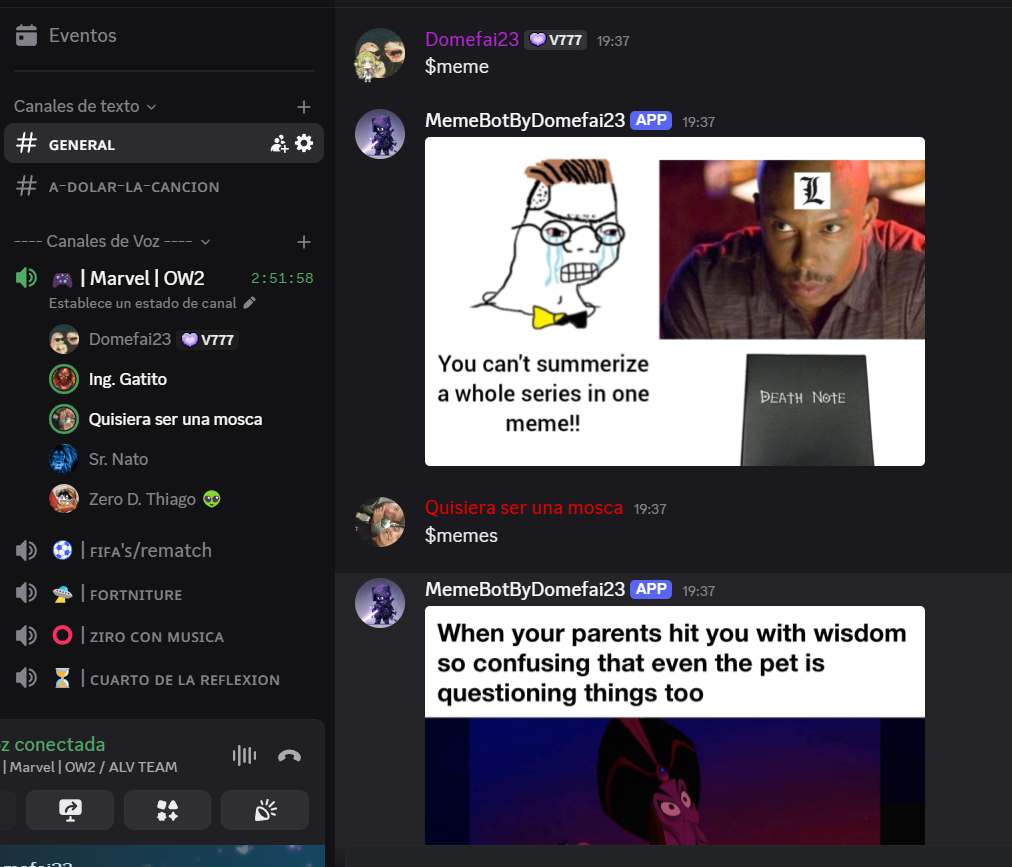 Eventos
Canales de texto
GENERAL
A-DOLAR-LA-CANCION
---- Canales de Voz ----
| Marvel | OW2 2:51:58
Establece un estado de canal
Domefai23 V777
Ing. Gatito
Quisiera ser una mosca
Sr. Nato
Zero D. Thiago
| FIFA's/rematch
| FORTNITURE
| ZIRO CON MUSICA
| CUARTO DE LA REFLEXION
oz conectada
| Marvel | OW2 / ALV TEAM
Domefai23 V777 19:37
$meme
MemeBotByDomefai23 APP 19:37
L
You can't summerize
a whole series in one
meme!!
DEATH NOTE
Quisiera ser una mosca 19:37
$memes
MemeBotByDomefai23 APP 19:37
When your parents hit you with wisdom
so confusing that even the pet is
questioning things too